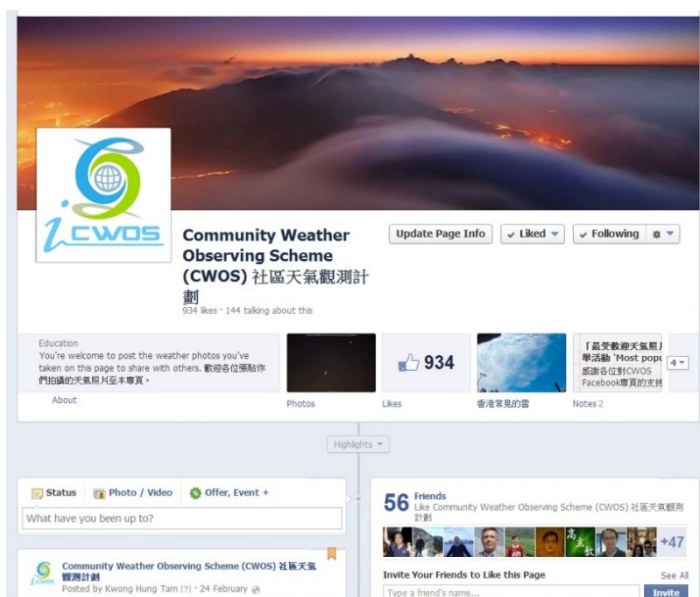 iCWOS
Community Weather
Observing Scheme
(CWOS) 社區天氣觀測計
劃
934 likes · 144 talking about this
Update Page Info
Liked
Following
Education
You're welcome to post the weather photos you've
taken on this page to share with others. 歡迎各位張貼你
們拍攝的天氣照片至本專頁。
About
Photos
934
Likes
香港常見的雲
「最受歡迎天氣照片
舉活動 'Most popu
感謝各位對CWOS
Facebook專頁的支持
Notes 2
4
Highlights
Status
Photo / Video
Offer, Event +
What have you been up to?
Community Weather Observing Scheme (CWOS) 社區天氣
觀測計劃
Posted by Kwong Hung Tam [?] · 24 February
56 Friends
Like Community Weather Observing Scheme (CWOS) 社區天氣觀測
計劃
+47
Invite Your Friends to Like this Page
See All
Type a friend's name...
Invite